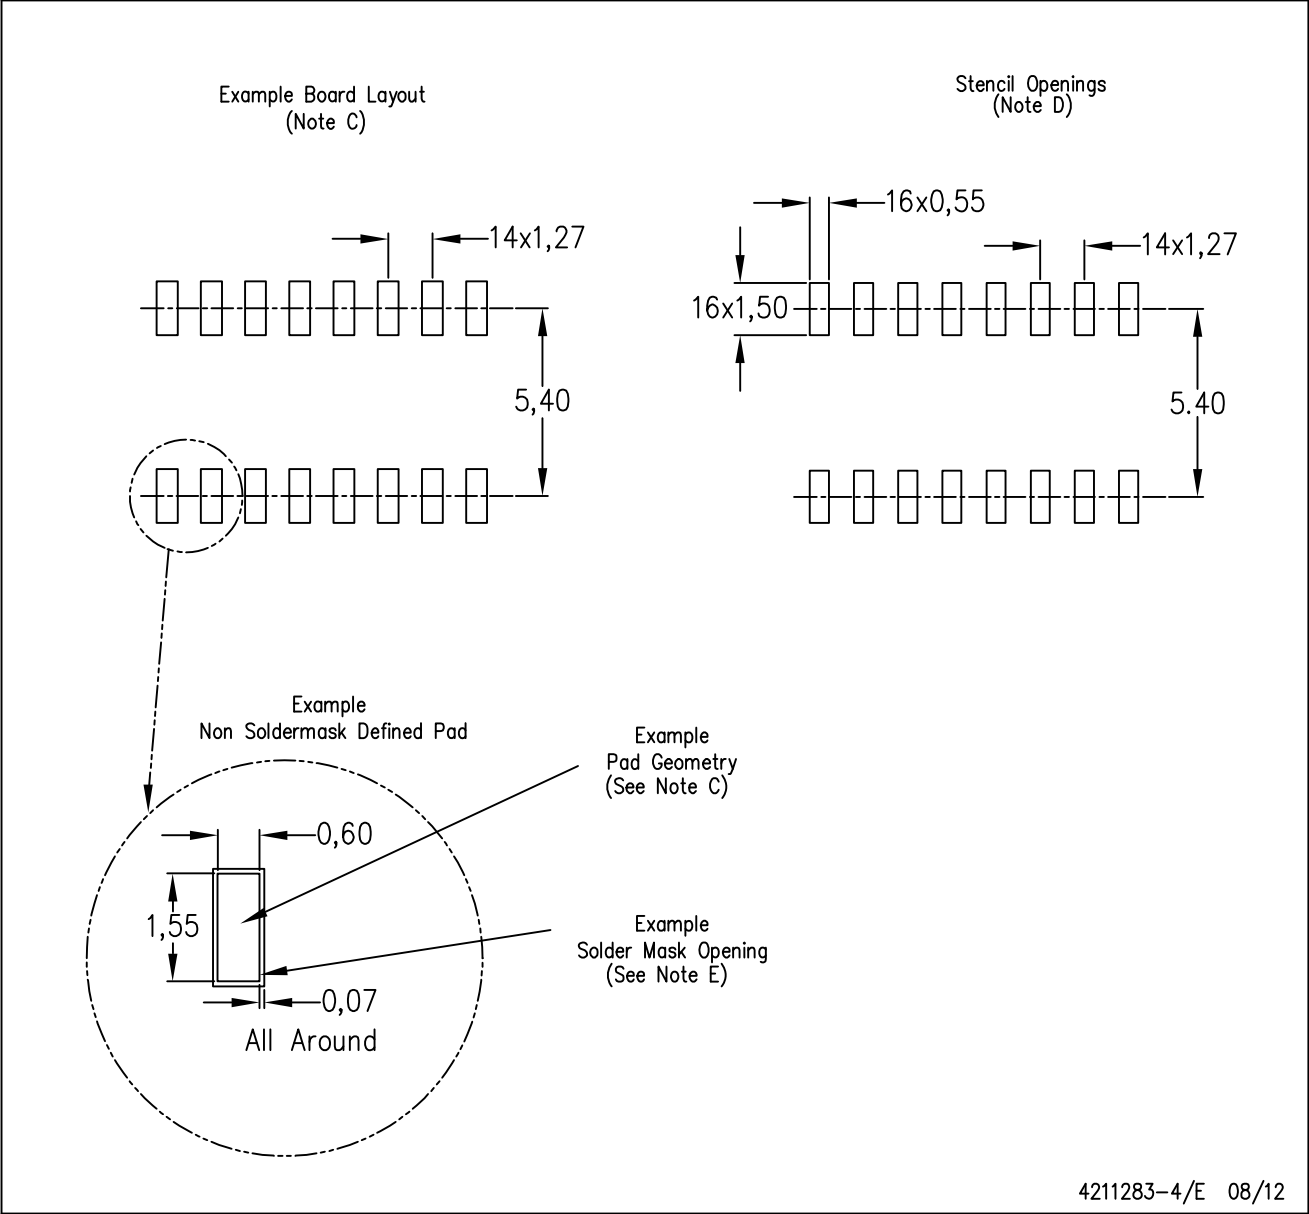 Example Board Layout
(Note C)
Stencil Openings
(Note D)
14x1,27
5,40
16x0,55
14x1,27
16x1,50
5.40
Example
Non Soldermask Defined Pad
Example
Pad Geometry
(See Note C)
0,60
1,55
Example
Solder Mask Opening
(See Note E)
0,07
All Around
4211283-4/E 08/12